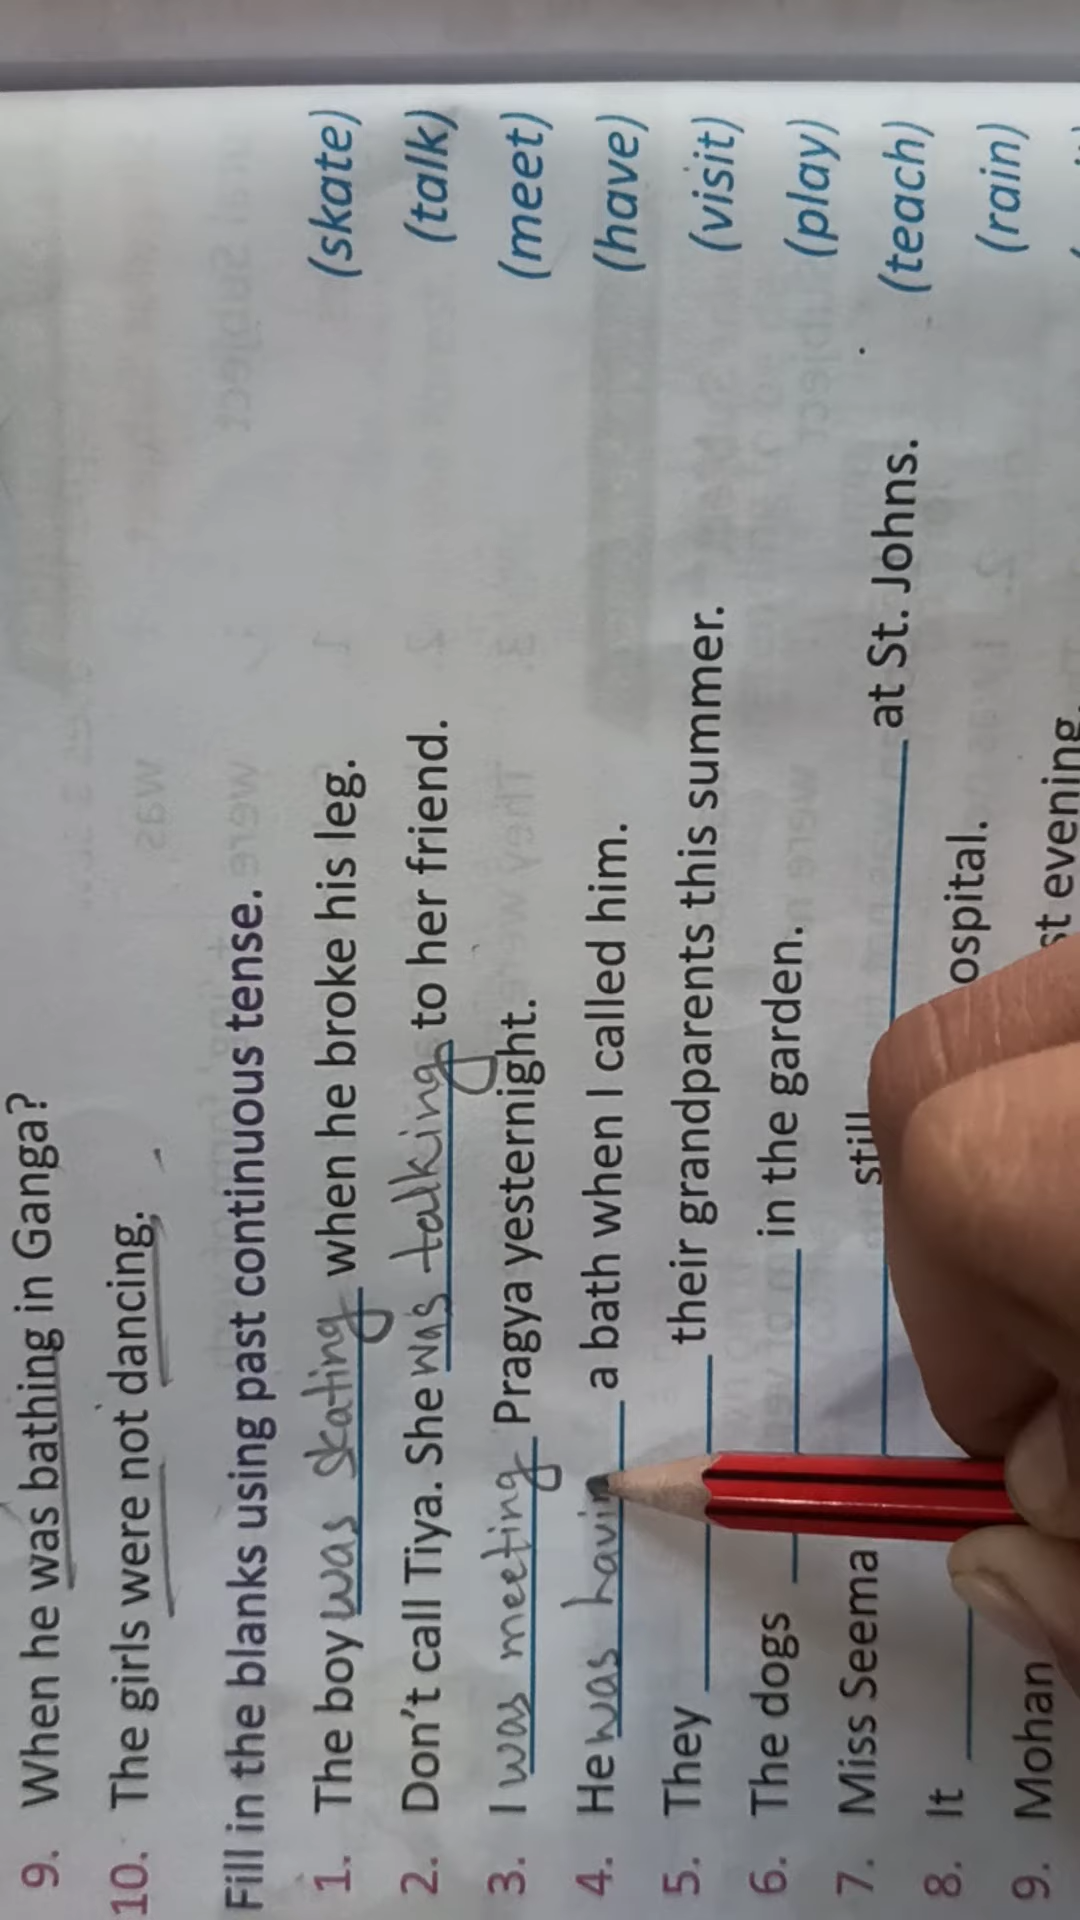 9. When he was bathing in Ganga?
10. The girls were not dancing.
Fill in the blanks using past continuous tense.
1. The boy was skating when he broke his leg. (skate)
2. Don't call Tiya. She was talking to her friend. (talk)
3. I was meeting Pragya yesternight. (meet)
4. He was havin a bath when I called him. (have)
5. They their grandparents this summer. (visit)
6. The dogs in the garden. (play)
7. Miss Seema still at St. Johns. (teach)
8. It ospital. (rain)
9. Mohan st evening.